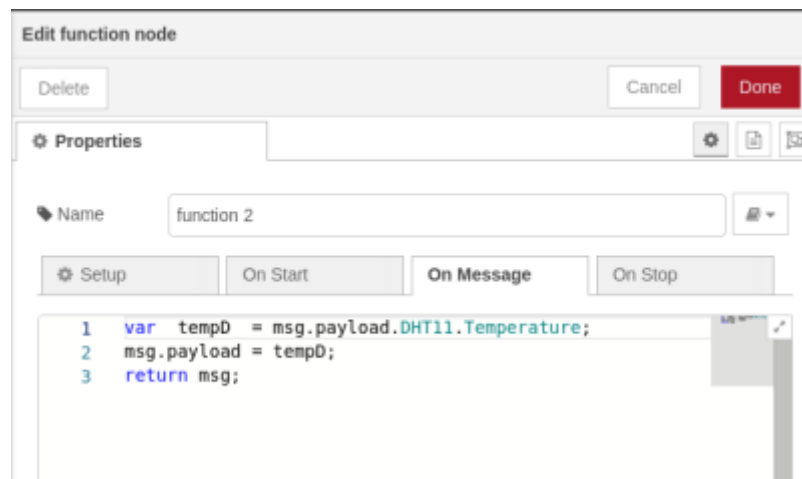 Edit function node
Delete Cancel Done
Properties
Name function 2
Setup On Start On Message On Stop
1 var  tempD  = msg.payload.DHT11.Temperature;
2 msg.payload = tempD;
3 return msg;